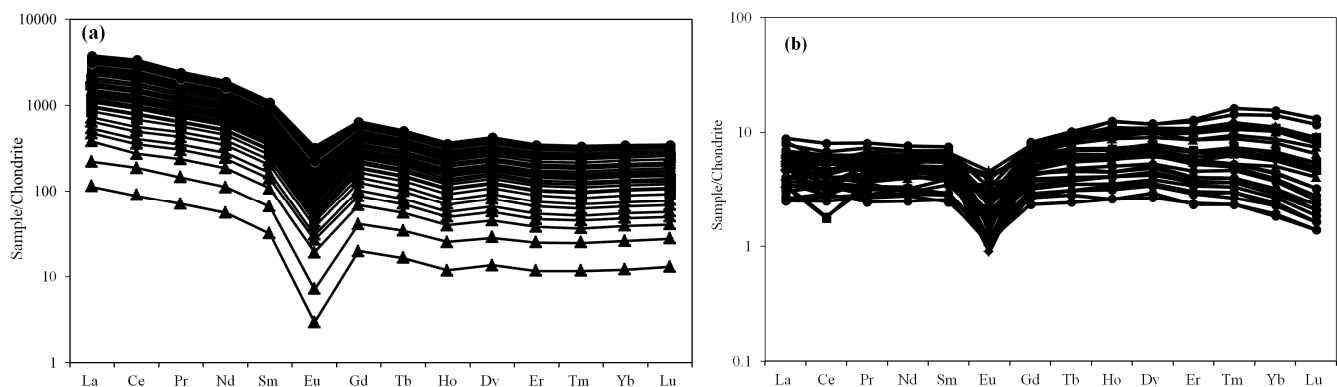 (a)
Sample/Chondrite
10000
1000
100
10
1
La Ce Pr Nd Sm Eu Gd Tb Ho Dy Er Tm Yb Lu
(b)
Sample/Chondrite
100
10
1
0.1
La Ce Pr Nd Sm Eu Gd Tb Ho Dy Er Tm Yb Lu